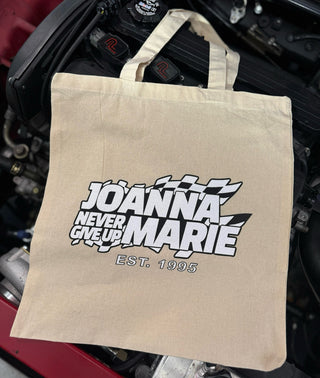 JOANNA
NEVER
GIVE UP
MARIE
EST. 1995